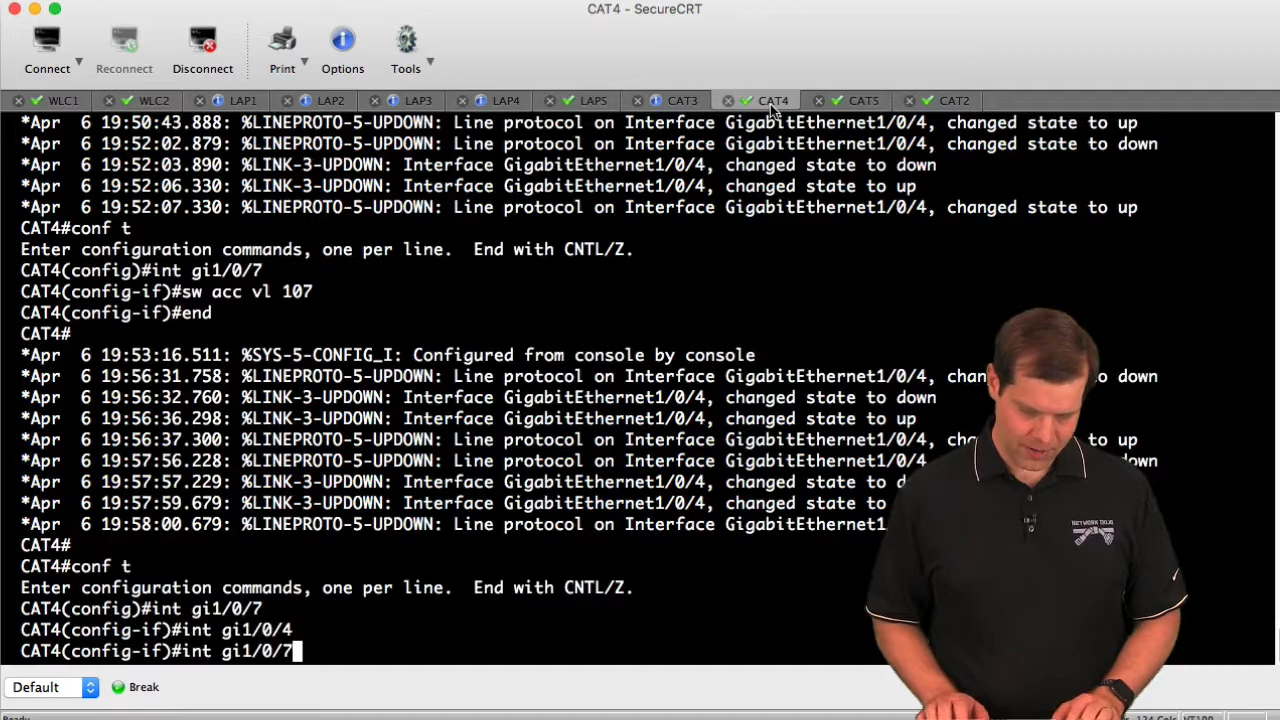 CAT4 - SecureCRT
Connect Reconnect Disconnect Print Options Tools
WLC1 WLC2 LAP1 LAP2 LAP3 LAP4 LAP5 CAT3 CAT4 CAT5 CAT2
*Apr 6 19:50:43.888: %LINEPROTO-5-UPDOWN: Line protocol on Interface GigabitEthernet1/0/4, changed state to up
*Apr 6 19:52:02.879: %LINEPROTO-5-UPDOWN: Line protocol on Interface GigabitEthernet1/0/4, changed state to down
*Apr 6 19:52:03.890: %LINK-3-UPDOWN: Interface GigabitEthernet1/0/4, changed state to down
*Apr 6 19:52:06.330: %LINK-3-UPDOWN: Interface GigabitEthernet1/0/4, changed state to up
*Apr 6 19:52:07.330: %LINEPROTO-5-UPDOWN: Line protocol on Interface GigabitEthernet1/0/4, changed state to up
CAT4#conf t
Enter configuration commands, one per line. End with CNTL/Z.
CAT4(config)#int gi1/0/7
CAT4(config-if)#sw acc vl 107
CAT4(config-if)#end
CAT4#
*Apr 6 19:53:16.511: %SYS-5-CONFIG_I: Configured from console by console
*Apr 6 19:56:31.758: %LINEPROTO-5-UPDOWN: Line protocol on Interface GigabitEthernet1/0/4, chan to down
*Apr 6 19:56:32.760: %LINK-3-UPDOWN: Interface GigabitEthernet1/0/4, changed state to down
*Apr 6 19:56:36.298: %LINK-3-UPDOWN: Interface GigabitEthernet1/0/4, changed state to up
*Apr 6 19:56:37.300: %LINEPROTO-5-UPDOWN: Line protocol on Interface GigabitEthernet1/0/4, cha to up
*Apr 6 19:57:56.228: %LINEPROTO-5-UPDOWN: Line protocol on Interface GigabitEthernet1/0/4, to down
*Apr 6 19:57:57.229: %LINK-3-UPDOWN: Interface GigabitEthernet1/0/4, changed state to
*Apr 6 19:57:59.679: %LINK-3-UPDOWN: Interface GigabitEthernet1/0/4, changed state to
*Apr 6 19:58:00.679: %LINEPROTO-5-UPDOWN: Line protocol on Interface GigabitEthernet1/0/4,
CAT4#
CAT4#conf t
Enter configuration commands, one per line. End with CNTL/Z.
CAT4(config)#int gi1/0/7
CAT4(config-if)#int gi1/0/4
CAT4(config-if)#int gi1/0/7
NETWORK DOJO
Default Break
Ready VT100